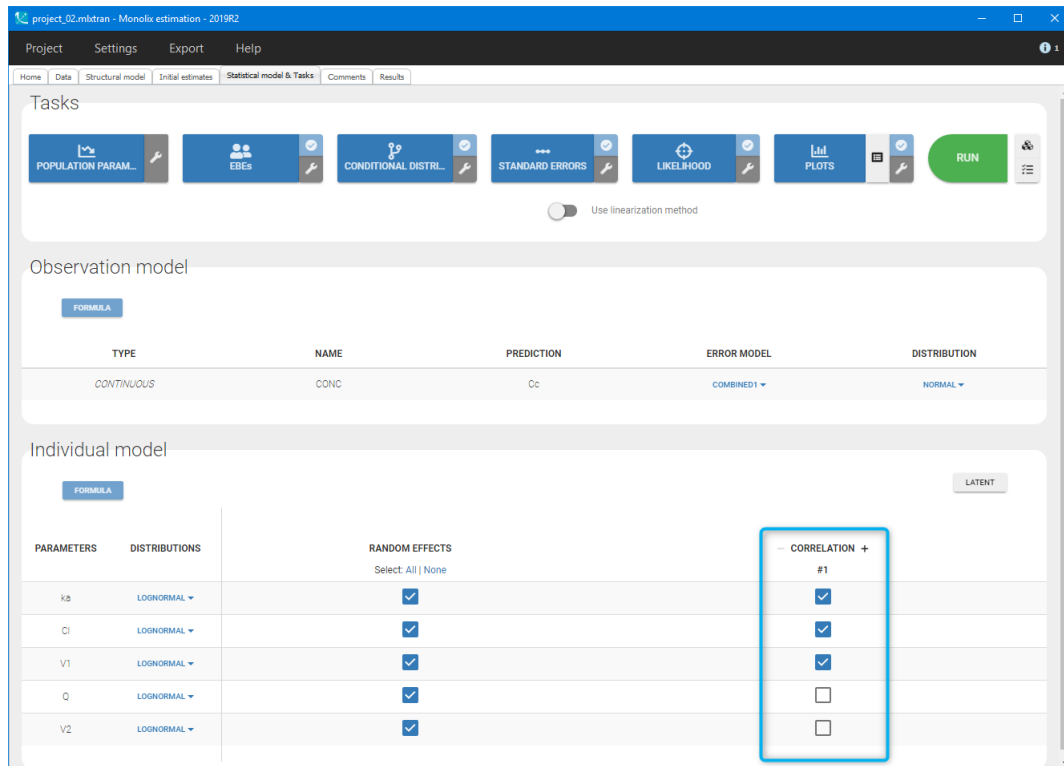 project_02.mlxtran - Monolix estimation - 2019R2
Project Settings Export Help 1
Home Data Structural model Initial estimates Statistical model & Tasks Comments Results
Tasks
POPULATION PARAM... EBEs CONDITIONAL DISTRI... STANDARD ERRORS LIKELIHOOD PLOTS RUN
Use linearization method
Observation model
FORMULA
TYPE NAME PREDICTION ERROR MODEL DISTRIBUTION
CONTINUOUS CONC Cc COMBINED1 NORMAL
Individual model
FORMULA LATENT
PARAMETERS DISTRIBUTIONS RANDOM EFFECTS – CORRELATION +
Select: All | None #1
ka LOGNORMAL
Cl LOGNORMAL
V1 LOGNORMAL
Q LOGNORMAL
V2 LOGNORMAL